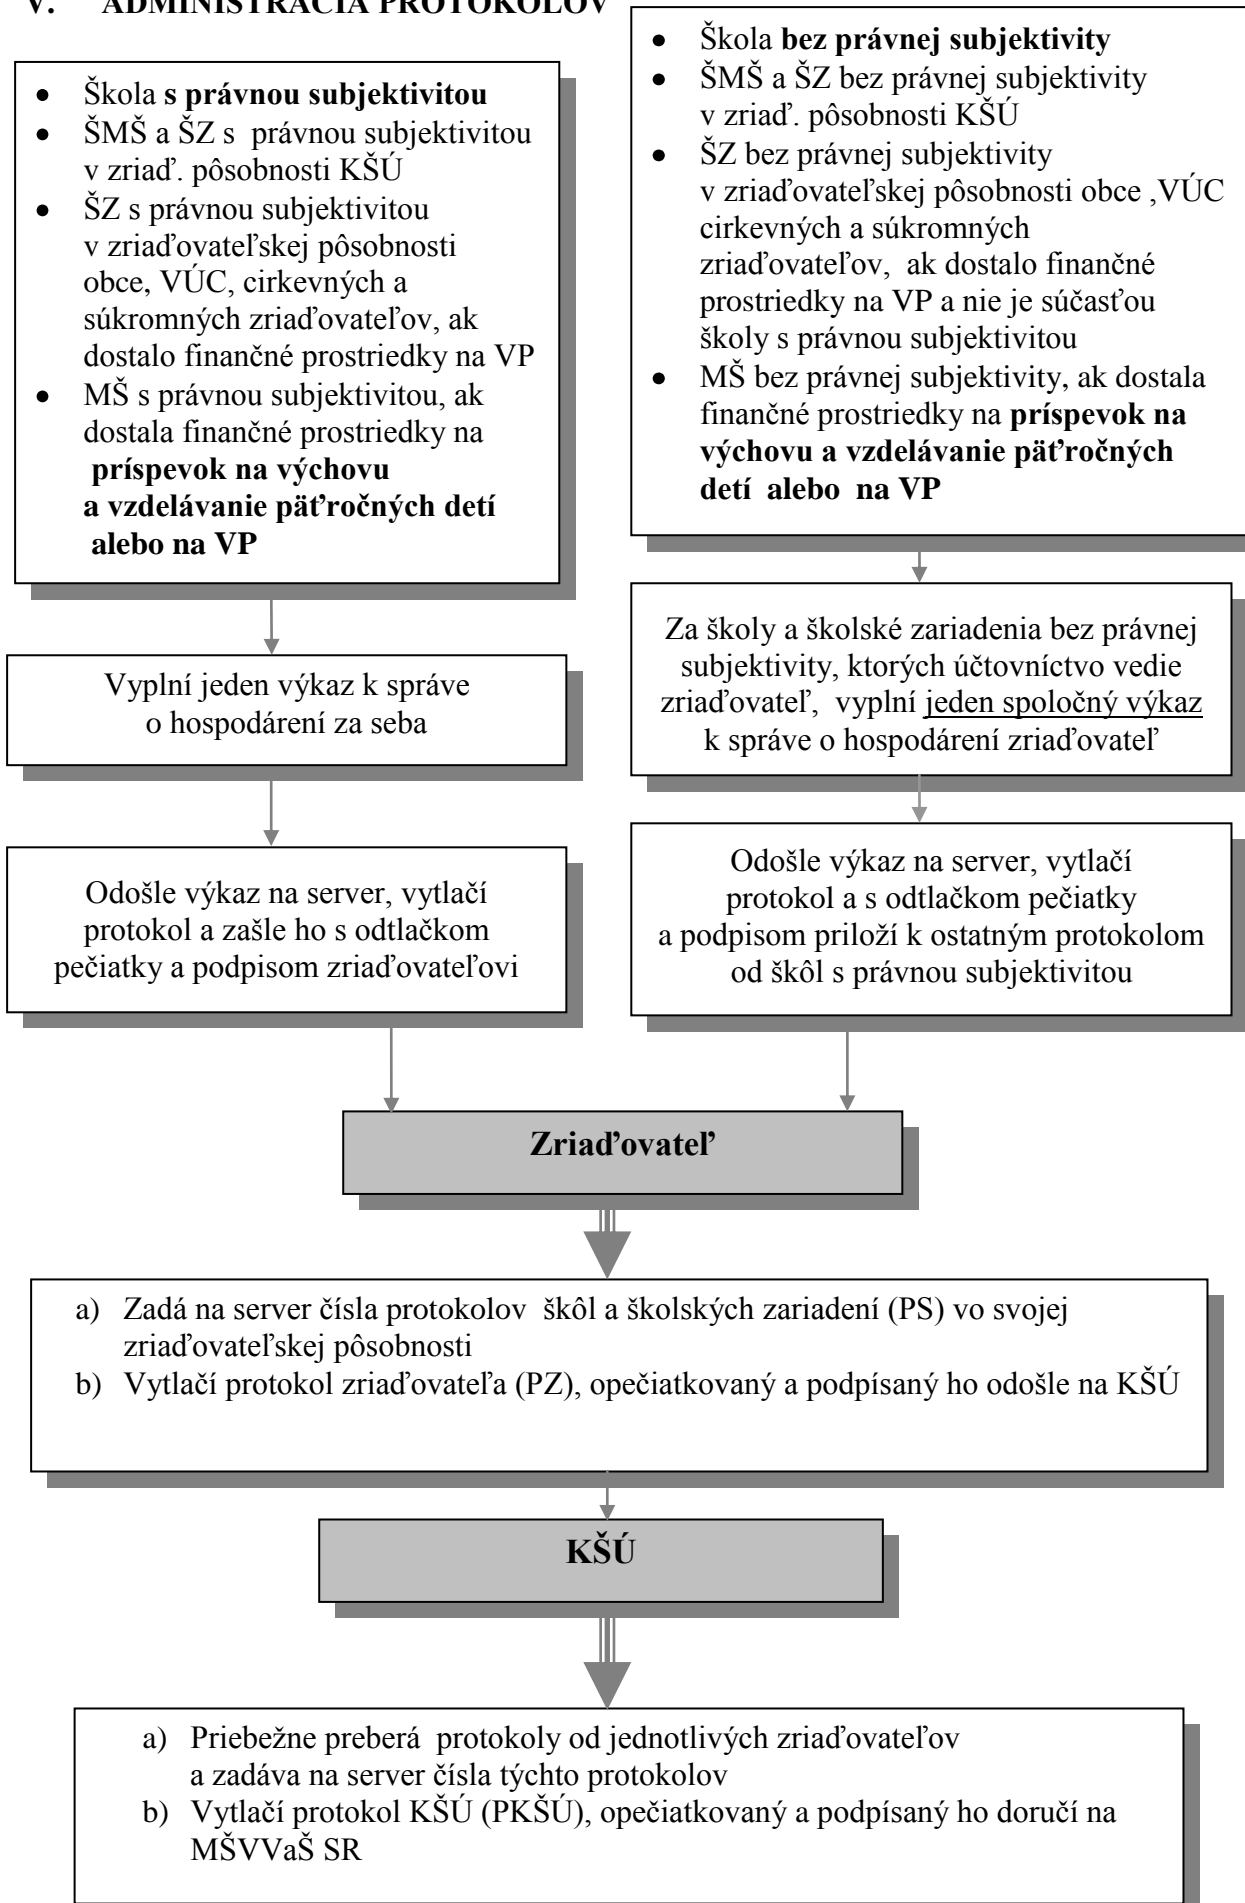 V. ADMINISTRÁCIA PROTOKOLOV
• Škola s právnou subjektivitou
• ŠMŠ a ŠZ s právnou subjektivitou
v zriaď. pôsobnosti KŠÚ
• ŠZ s právnou subjektivitou
v zriaďovateľskej pôsobnosti
obce, VÚC, cirkevných a
súkromných zriaďovateľov, ak
dostalo finančné prostriedky na VP
• MŠ s právnou subjektivitou, ak
dostala finančné prostriedky na
príspevok na výchovu
a vzdelávanie päťročných detí
alebo na VP
• Škola bez právnej subjektivity
• ŠMŠ a ŠZ bez právnej subjektivity
v zriaď. pôsobnosti KŠÚ
• ŠZ bez právnej subjektivity
v zriaďovateľskej pôsobnosti obce ,VÚC
cirkevných a súkromných
zriaďovateľov, ak dostalo finančné
prostriedky na VP a nie je súčasťou
školy s právnou subjektivitou
• MŠ bez právnej subjektivity, ak dostala
finančné prostriedky na príspevok na
výchovu a vzdelávanie päťročných
detí alebo na VP
Vyplní jeden výkaz k správe
o hospodárení za seba
Za školy a školské zariadenia bez právnej
subjektivity, ktorých účtovníctvo vedie
zriaďovateľ, vyplní jeden spoločný výkaz
k správe o hospodárení zriaďovateľ
Odošle výkaz na server, vytlačí
protokol a zašle ho s odtlačkom
pečiatky a podpisom zriaďovateľovi
Odošle výkaz na server, vytlačí
protokol a s odtlačkom pečiatky
a podpisom priloží k ostatným protokolom
od škôl s právnou subjektivitou
Zriaďovateľ
a) Zadá na server čísla protokolov škôl a školských zariadení (PS) vo svojej
zriaďovateľskej pôsobnosti
b) Vytlačí protokol zriaďovateľa (PZ), opečiatkovaný a podpísaný ho odošle na KŠÚ
KŠÚ
a) Priebežne preberá protokoly od jednotlivých zriaďovateľov
a zadáva na server čísla týchto protokolov
b) Vytlačí protokol KŠÚ (PKŠÚ), opečiatkovaný a podpísaný ho doručí na
MŠVVaŠ SR